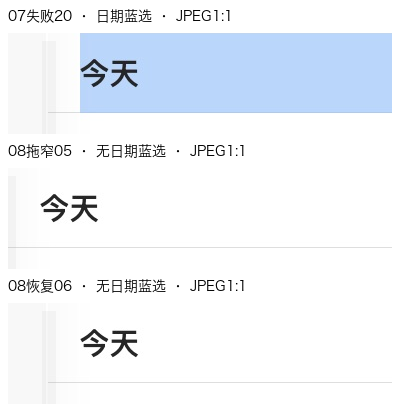 07失败20 · 日期蓝选 · JPEG1:1
今天
08拖窄05 · 无日期蓝选 · JPEG1:1
今天
08恢复06 · 无日期蓝选 · JPEG1:1
今天